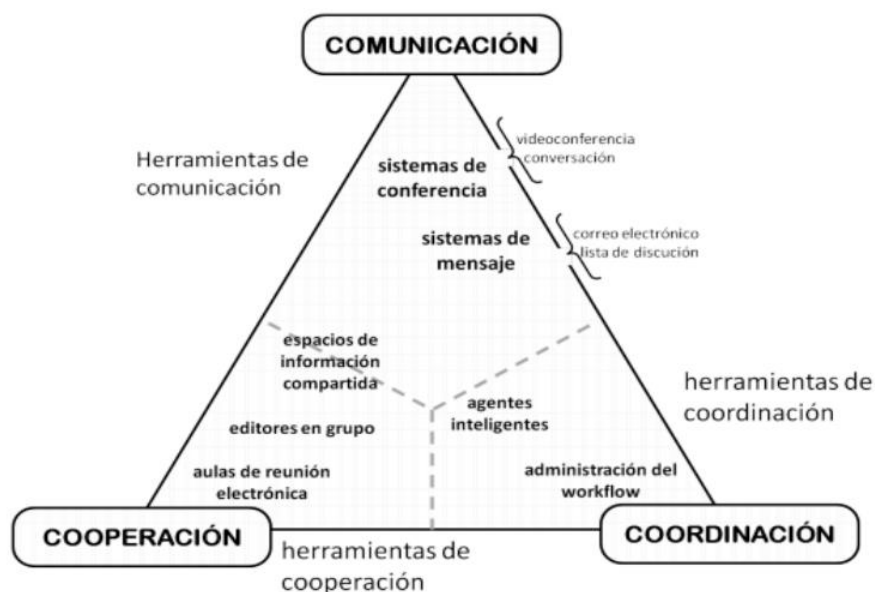 COMUNICACIÓN
Herramientas de
comunicación
sistemas de
conferencia
videoconferencia
conversación
sistemas de
mensaje
correo electrónico
lista de discución
espacios de
información
compartida
editores en grupo
aulas de reunión
electrónica
agentes
inteligentes
administración del
workflow
herramientas de
coordinación
COOPERACIÓN
herramientas de
cooperación
COORDINACIÓN